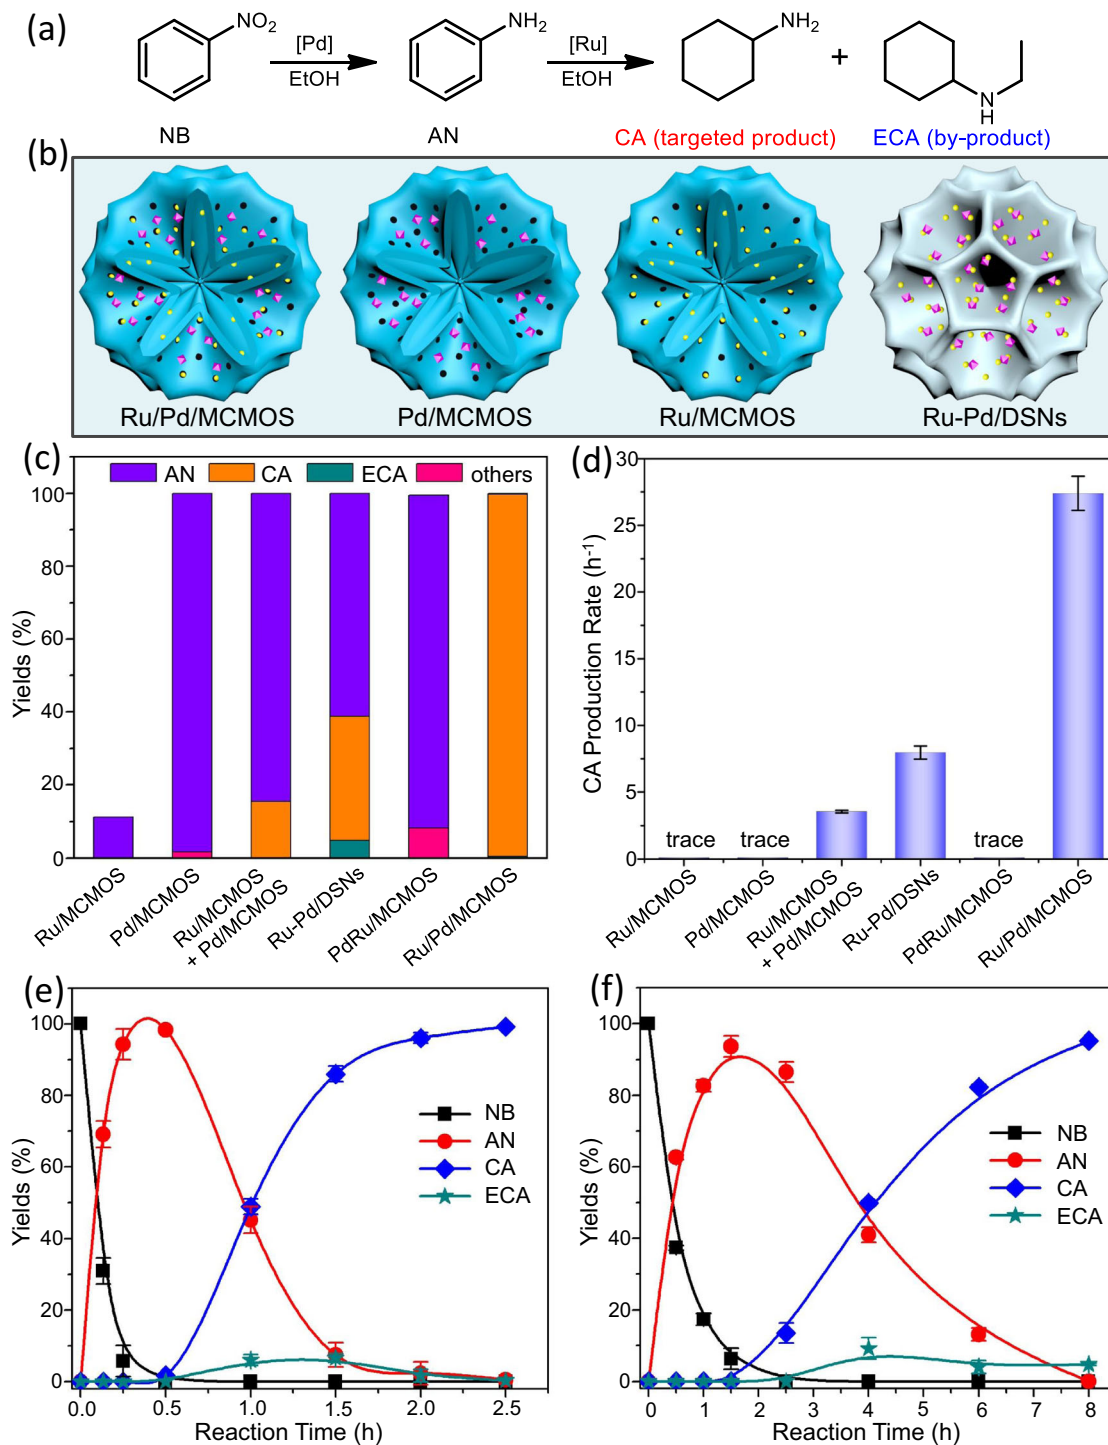 (a)
NO2
[Pd]
EtOH
NH2
[Ru]
EtOH
NH2
+
N
H
NB
AN
CA (targeted product)
ECA (by-product)
(b)
Ru/Pd/MCMOS
Pd/MCMOS
Ru/MCMOS
Ru-Pd/DSNs
(c)
AN
CA
ECA
others
Yields (%)
100
80
60
40
20
0
Ru/MCMOS
Pd/MCMOS
Ru/MCMOS
+ Pd/MCMOS
Ru-Pd/DSNs
PdRu/MCMOS
Ru/Pd/MCMOS
(d)
CA Production Rate (h-1)
30
25
20
15
10
5
0
trace
trace
trace
Ru/MCMOS
Pd/MCMOS
Ru/MCMOS
+ Pd/MCMOS
Ru-Pd/DSNs
PdRu/MCMOS
Ru/Pd/MCMOS
(e)
Yields (%)
100
80
60
40
20
0
NB
AN
CA
ECA
0.0 0.5 1.0 1.5 2.0 2.5
Reaction Time (h)
(f)
Yields (%)
100
80
60
40
20
0
NB
AN
CA
ECA
0 1 2 3 4 5 6 7 8
Reaction Time (h)